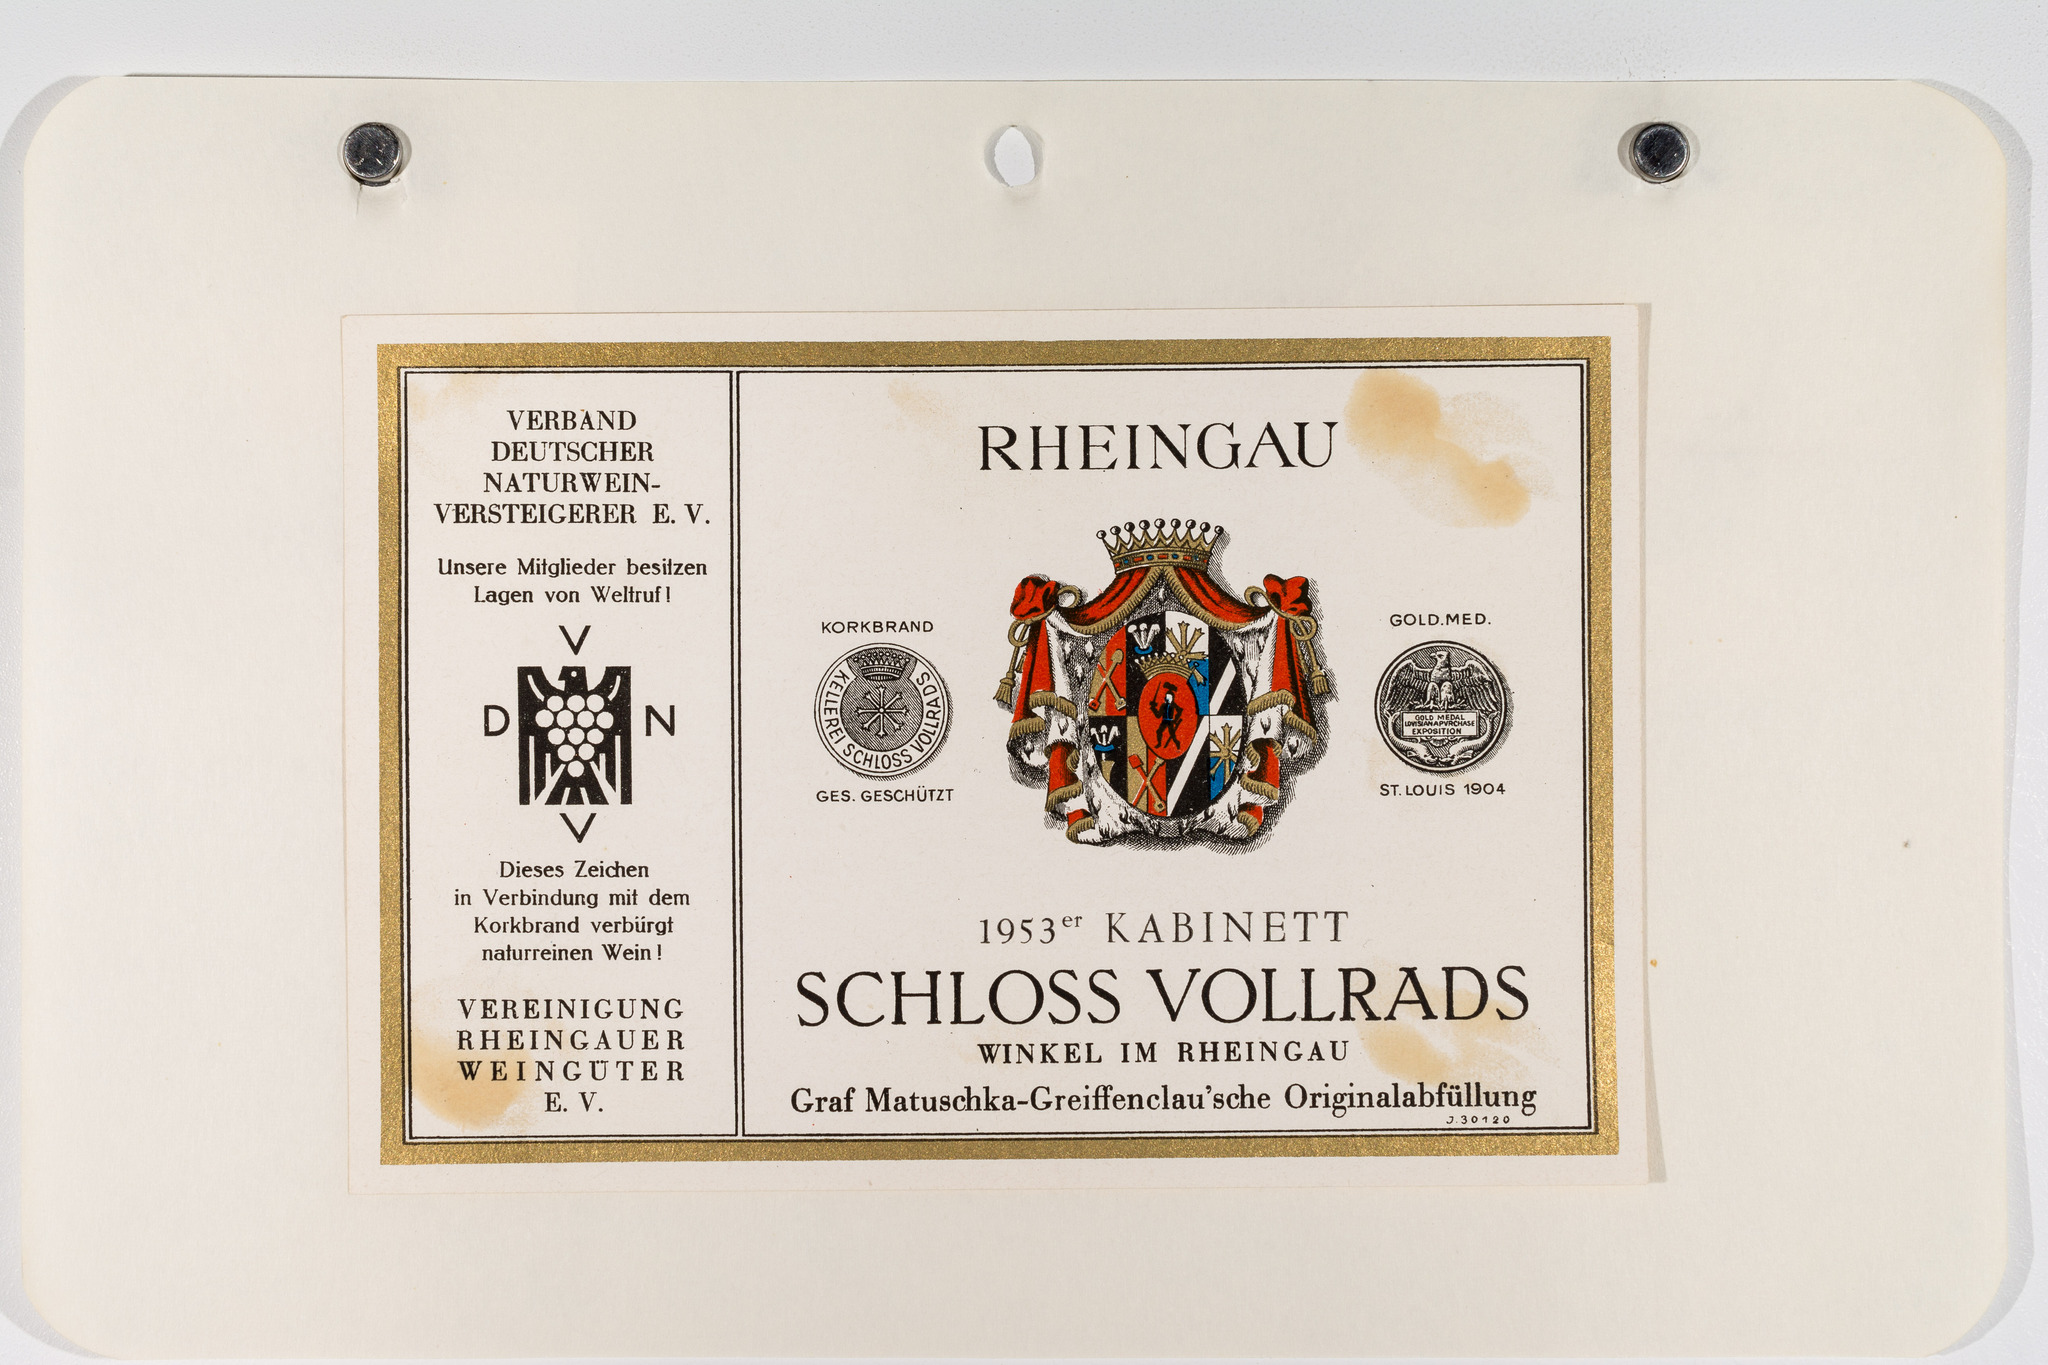 VERBAND
DEUTSCHER
NATURWEIN-
VERSTEIGERER E. V.
Unsere Mitglieder besitzen
Lagen von Weltruf!
V
D N
V
Dieses Zeichen
in Verbindung mit dem
Korkbrand verbürgt
naturreinen Wein!
VEREINIGUNG
RHEINGAUER
WEINGÜTER
E. V.
RHEINGAU
KORKBRAND
KELLEREI SCHLOSS VOLLRADS
GES. GESCHÜTZT
GOLD.MED.
GOLD MEDAL
LOVISIANA PVRCHASE
EXPOSITION
ST. LOUIS 1904
1953er KABINETT
SCHLOSS VOLLRADS
WINKEL IM RHEINGAU
Graf Matuschka-Greiffenclau'sche Originalabfüllung
J.30120